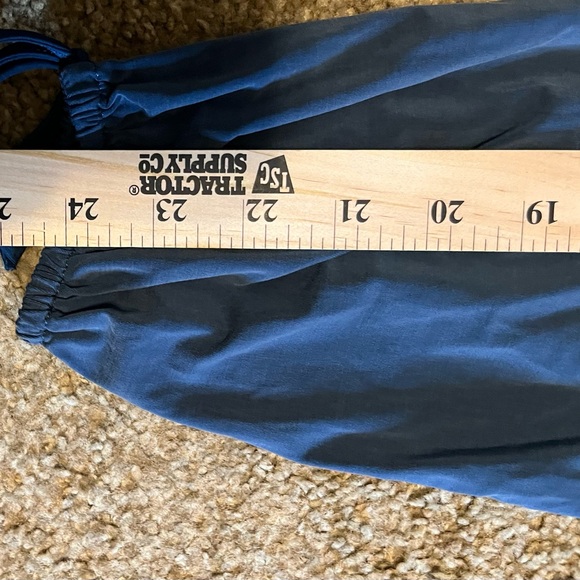 TSC
TRACTOR®
SUPPLY Co
19 20 21 22 23 24